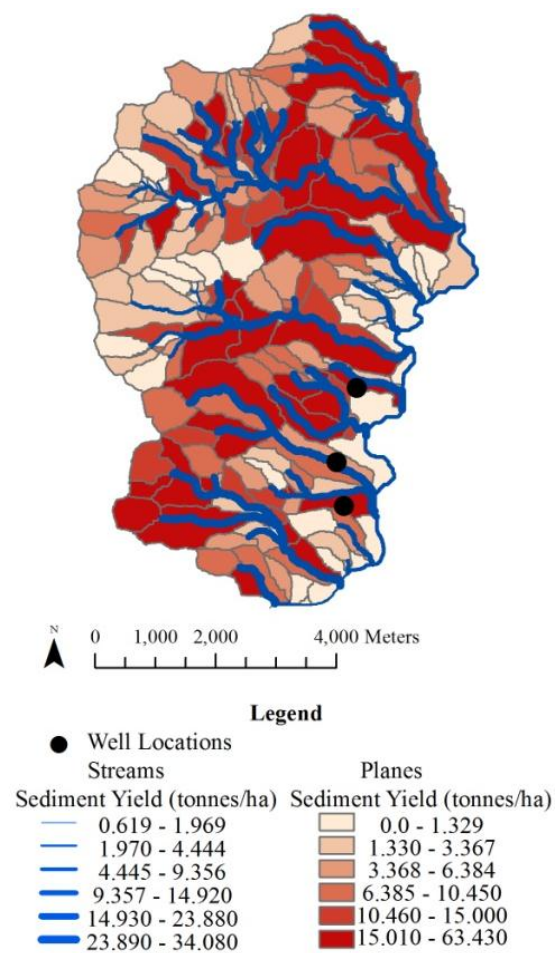 N
0 1,000 2,000 4,000 Meters
Legend
Well Locations
Streams Planes
Sediment Yield (tonnes/ha) Sediment Yield (tonnes/ha)
0.619 - 1.969 0.0 - 1.329
1.970 - 4.444 1.330 - 3.367
4.445 - 9.356 3.368 - 6.384
9.357 - 14.920 6.385 - 10.450
14.930 - 23.880 10.460 - 15.000
23.890 - 34.080 15.010 - 63.430